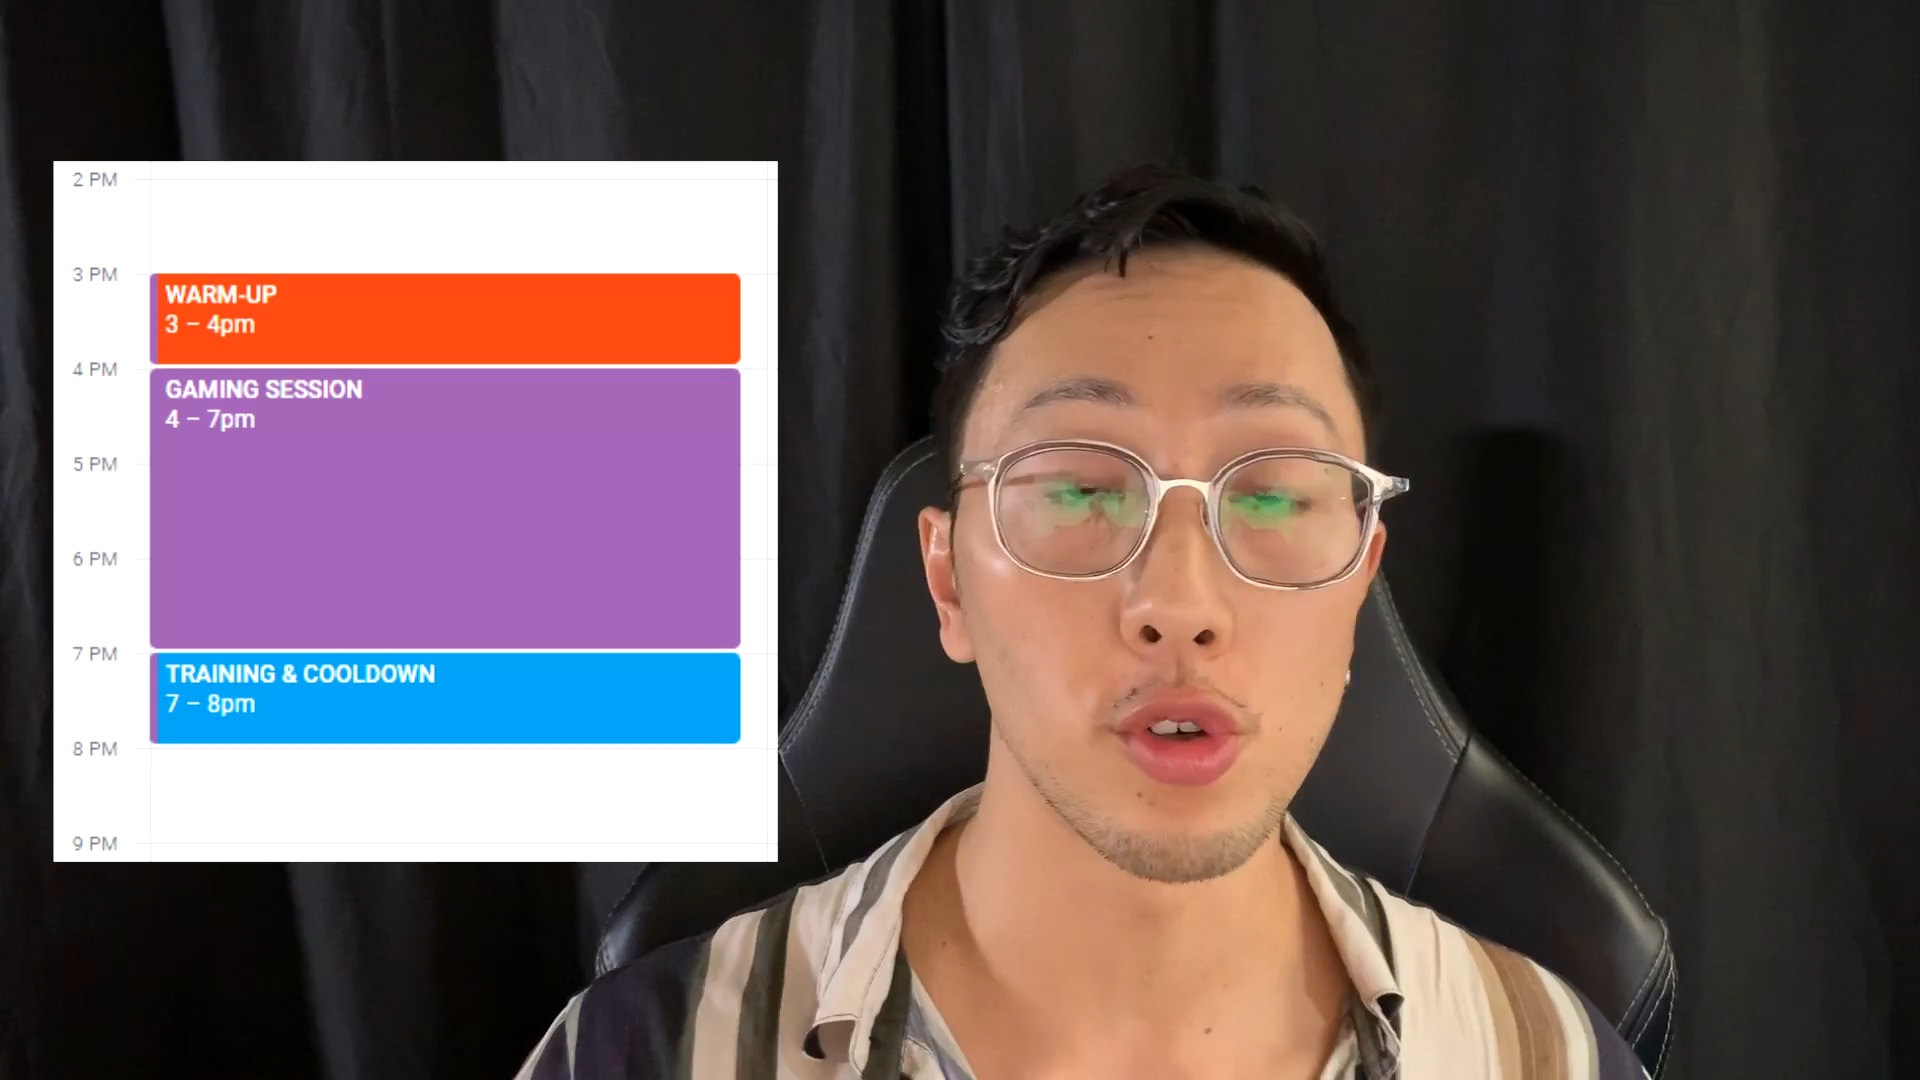 2 PM
3 PM
WARM-UP
3 – 4pm
4 PM
GAMING SESSION
4 – 7pm
5 PM
6 PM
7 PM
TRAINING & COOLDOWN
7 – 8pm
8 PM
9 PM